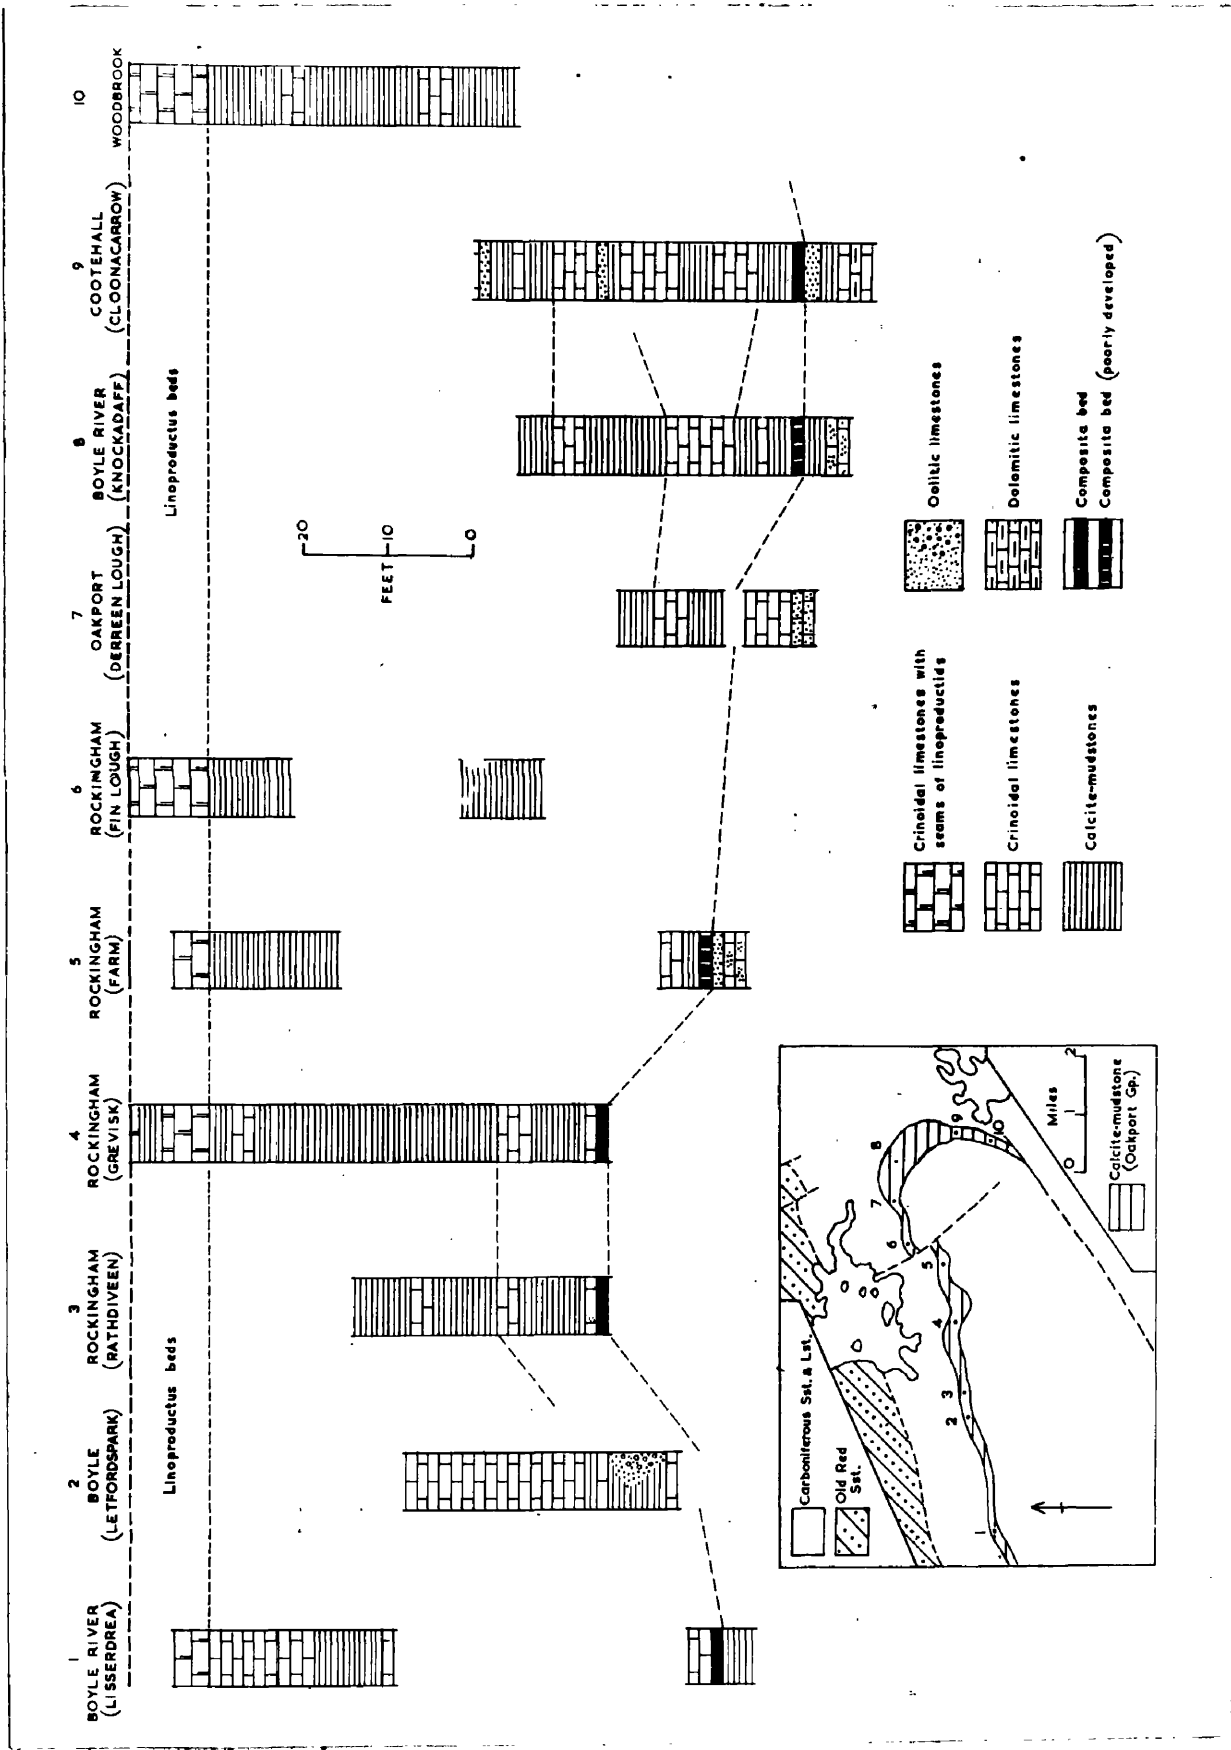 1
BOYLE RIVER
(LISSERDREA)
2
BOYLE
(LETFORDSPARK)
3
ROCKINGHAM
(RATHDIVEEN)
4
ROCKINGHAM
(GREVISK)
5
ROCKINGHAM
(FARM)
6
ROCKINGHAM
(FIN LOUGH)
7
OAKPORT
(DERREEN LOUGH)
8
BOYLE RIVER
(KNOCKADAFF)
9
COOTEHALL
(CLOONACARROW)
10
WOODBROOK
Linoproductus beds
Linoproductus beds
20
10
0
FEET
Crinoidal limestones with
seams of linoproductids
Crinoidal limestones
Calcite-mudstones
Oolitic limestones
Dolomitic limestones
Composita bed
Composita bed (poorly developed)
Carboniferous Sst. & Lst.
Old Red
Sst.
1
2
3
4
5
6
7
8
9
10
0
1
2
Miles
Calcite-mudstone
(Oakport Gp.)